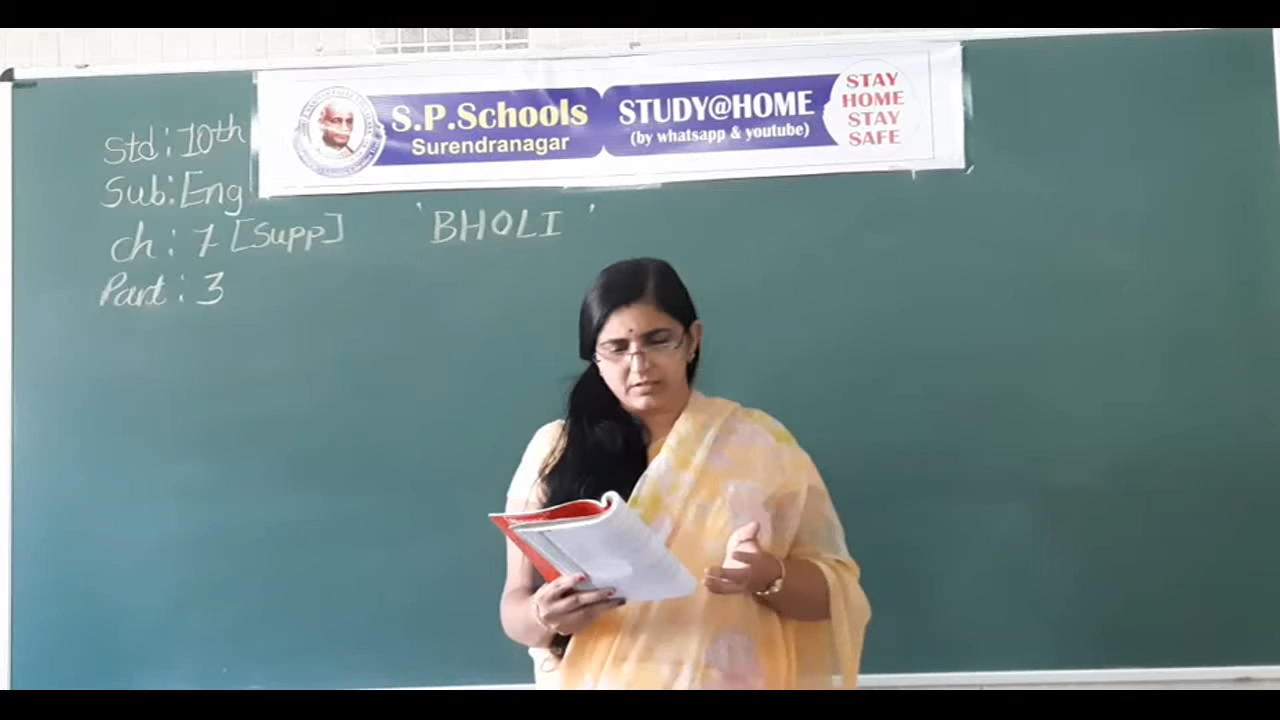 S.P.Schools
Surendranagar
STUDY@HOME
(by whatsapp & youtube)
STAY
HOME
STAY
SAFE
Std : 10th
Sub : Eng
ch : 7 [Supp]
'BHOLI'
Part : 3